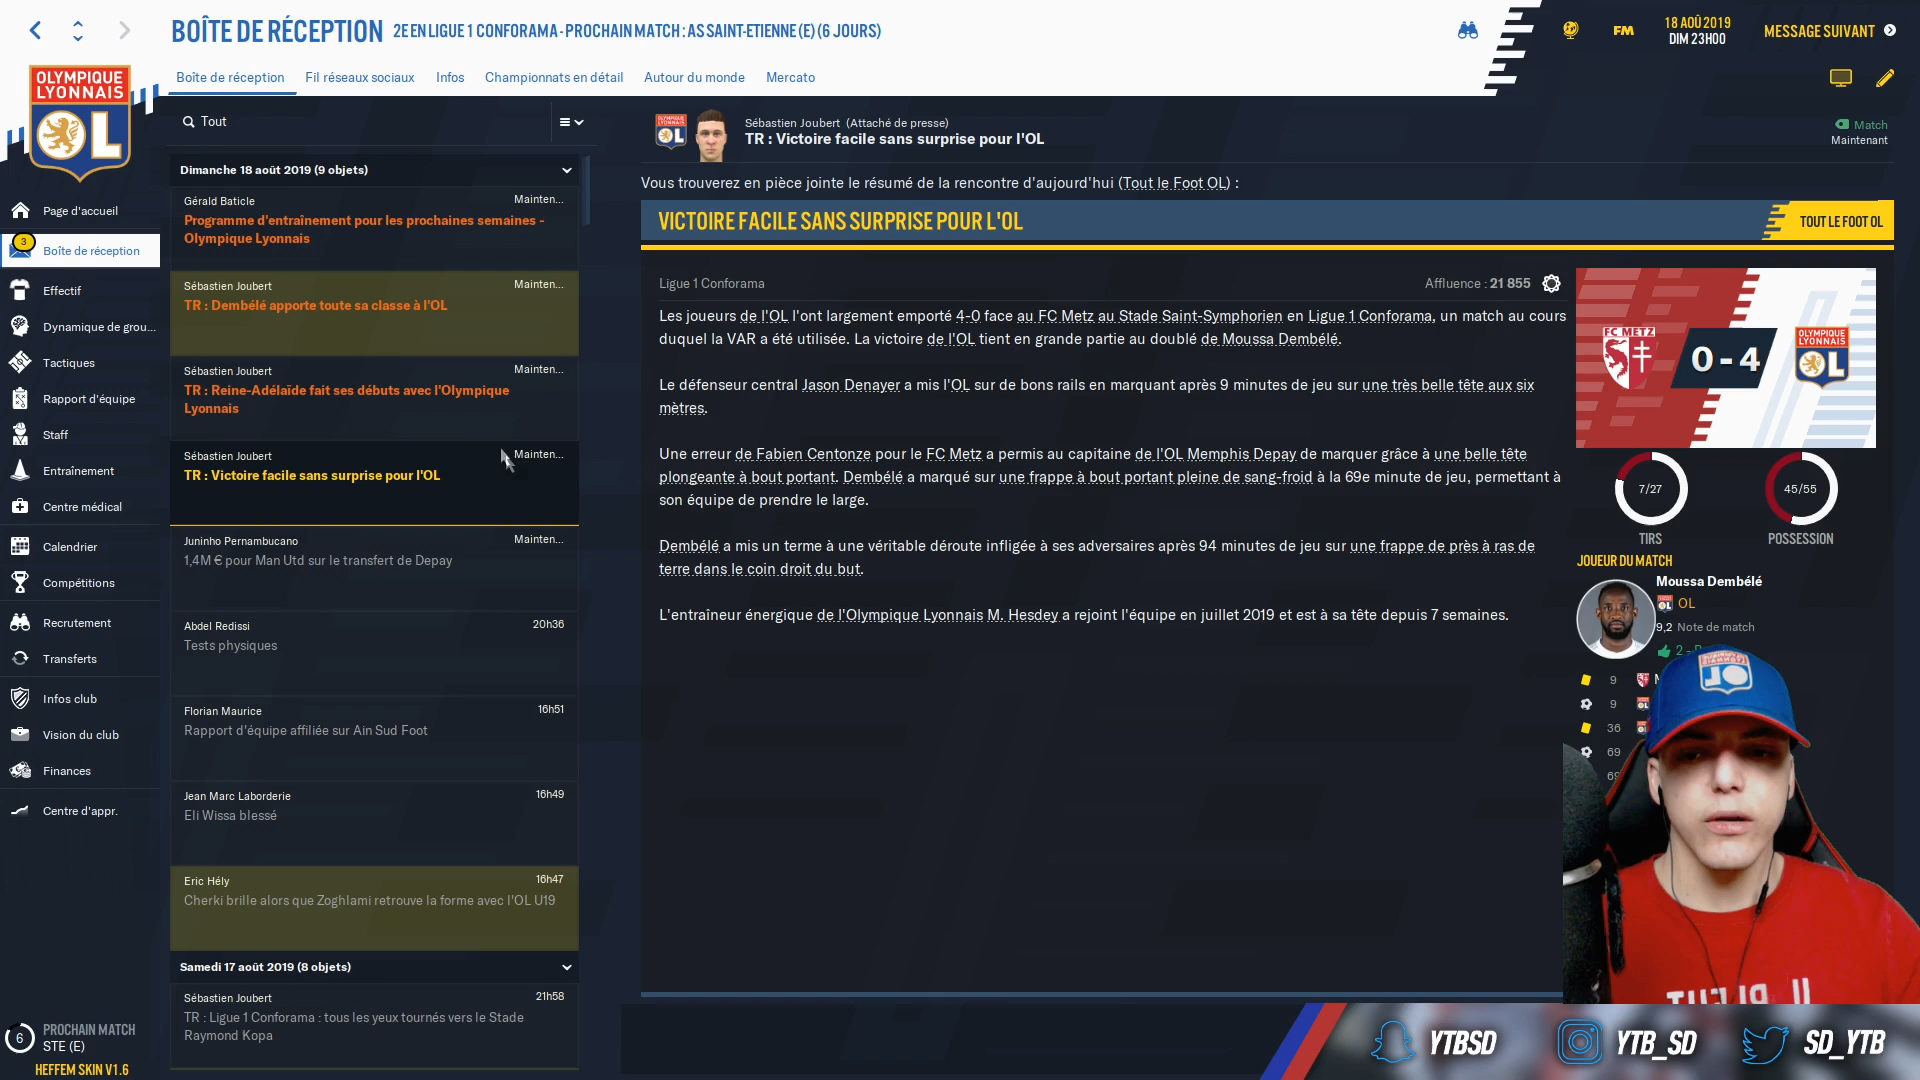 BOÎTE DE RÉCEPTION
2E EN LIGUE 1 CONFORAMA - PROCHAIN MATCH : AS SAINT-ETIENNE (E) (6 JOURS)
FM
18 AOÛ 2019
DIM 23H00
MESSAGE SUIVANT
Boîte de réception
Fil réseaux sociaux
Infos
Championnats en détail
Autour du monde
Mercato
OLYMPIQUE
LYONNAIS
OL
Page d'accueil
3
Boîte de réception
Effectif
Dynamique de grou...
Tactiques
Rapport d'équipe
Staff
Entraînement
Centre médical
Calendrier
Compétitions
Recrutement
Transferts
Infos club
Vision du club
Finances
Centre d'appr.
6
PROCHAIN MATCH
STE (E)
HEFFEM SKIN V1.6
Tout
Dimanche 18 août 2019 (9 objets)
Gérald Baticle
Mainten...
Programme d'entraînement pour les prochaines semaines -
Olympique Lyonnais
Sébastien Joubert
Mainten...
TR : Dembélé apporte toute sa classe à l'OL
Sébastien Joubert
Mainten...
TR : Reine-Adélaïde fait ses débuts avec l'Olympique
Lyonnais
Sébastien Joubert
Mainten...
TR : Victoire facile sans surprise pour l'OL
Juninho Pernambucano
Mainten...
1,4M € pour Man Utd sur le transfert de Depay
Abdel Redissi
20h36
Tests physiques
Florian Maurice
16h51
Rapport d'équipe affiliée sur Ain Sud Foot
Jean Marc Laborderie
16h49
Eli Wissa blessé
Eric Hély
16h47
Cherki brille alors que Zoghlami retrouve la forme avec l'OL U19
Samedi 17 août 2019 (8 objets)
Sébastien Joubert
21h58
TR : Ligue 1 Conforama : tous les yeux tournés vers le Stade
Raymond Kopa
OLYMPIQUE
LYONNAIS
OL
Sébastien Joubert (Attaché de presse)
TR : Victoire facile sans surprise pour l'OL
Match
Maintenant
Vous trouverez en pièce jointe le résumé de la rencontre d'aujourd'hui (Tout le Foot OL) :
VICTOIRE FACILE SANS SURPRISE POUR L'OL
TOUT LE FOOT OL
Ligue 1 Conforama
Affluence : 21 855
Les joueurs de l'OL l'ont largement emporté 4-0 face au FC Metz au Stade Saint-Symphorien en Ligue 1 Conforama, un match au cours
duquel la VAR a été utilisée. La victoire de l'OL tient en grande partie au doublé de Moussa Dembélé.
Le défenseur central Jason Denayer a mis l'OL sur de bons rails en marquant après 9 minutes de jeu sur une très belle tête aux six
mètres.
Une erreur de Fabien Centonze pour le FC Metz a permis au capitaine de l'OL Memphis Depay de marquer grâce à une belle tête
plongeante à bout portant. Dembélé a marqué sur une frappe à bout portant pleine de sang-froid à la 69e minute de jeu, permettant à
son équipe de prendre le large.
Dembélé a mis un terme à une véritable déroute infligée à ses adversaires après 94 minutes de jeu sur une frappe de près à ras de
terre dans le coin droit du but.
L'entraîneur énergique de l'Olympique Lyonnais M. Hesdey a rejoint l'équipe en juillet 2019 et est à sa tête depuis 7 semaines.
FC METZ
0 - 4
OLYMPIQUE
LYONNAIS
OL
7/27
TIRS
45/55
POSSESSION
JOUEUR DU MATCH
Moussa Dembélé
OL
9,2 Note de match
2 -
9
9
36
69
YTBSD
YTB_SD
SD_YTB